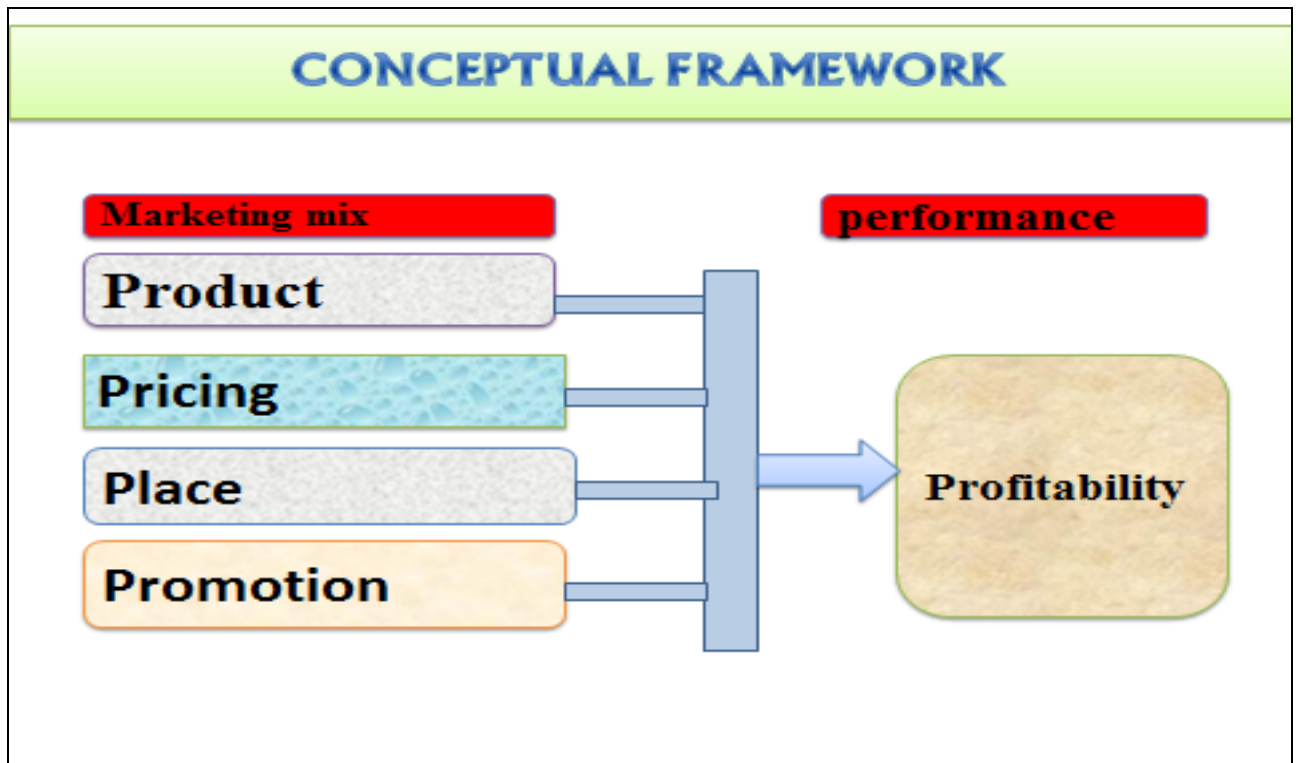 CONCEPTUAL FRAMEWORK
Marketing mix
performance
Product
Pricing
Place
Promotion
Profitability